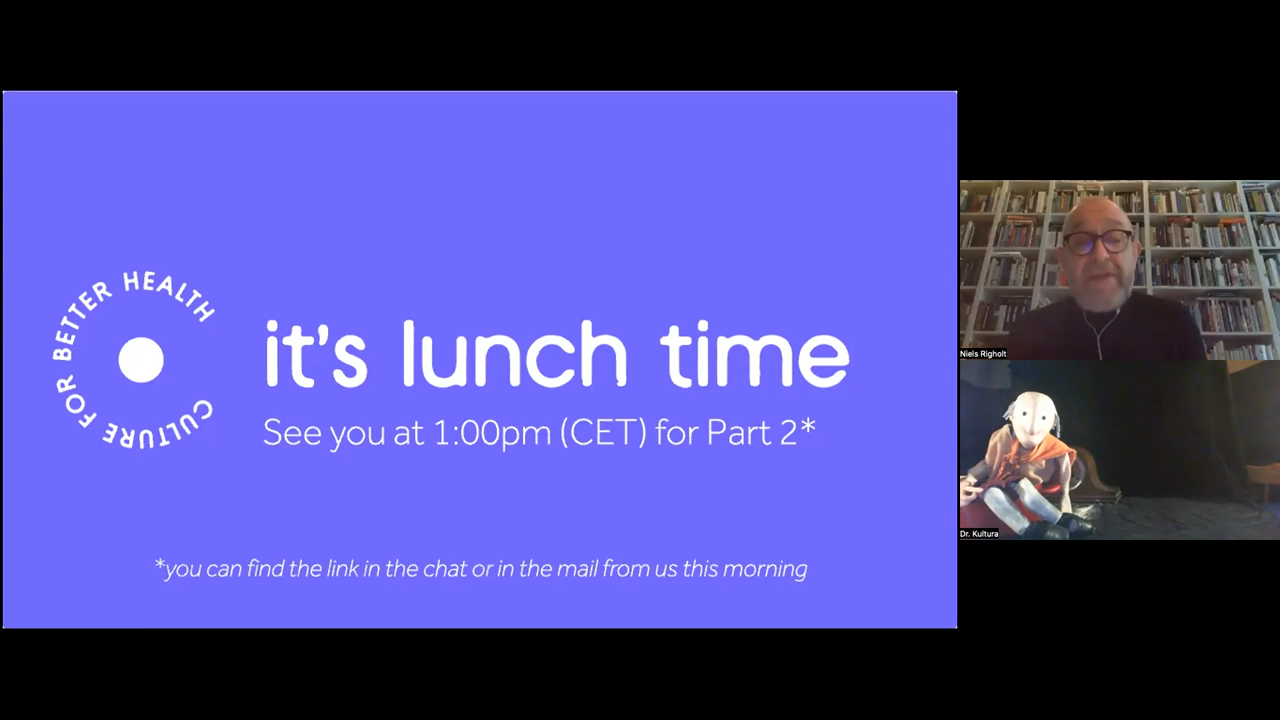 CULTURE FOR BETTER HEALTH
it's lunch time
See you at 1:00pm (CET) for Part 2*
*you can find the link in the chat or in the mail from us this morning
Niels Righolt
Dr. Kultura